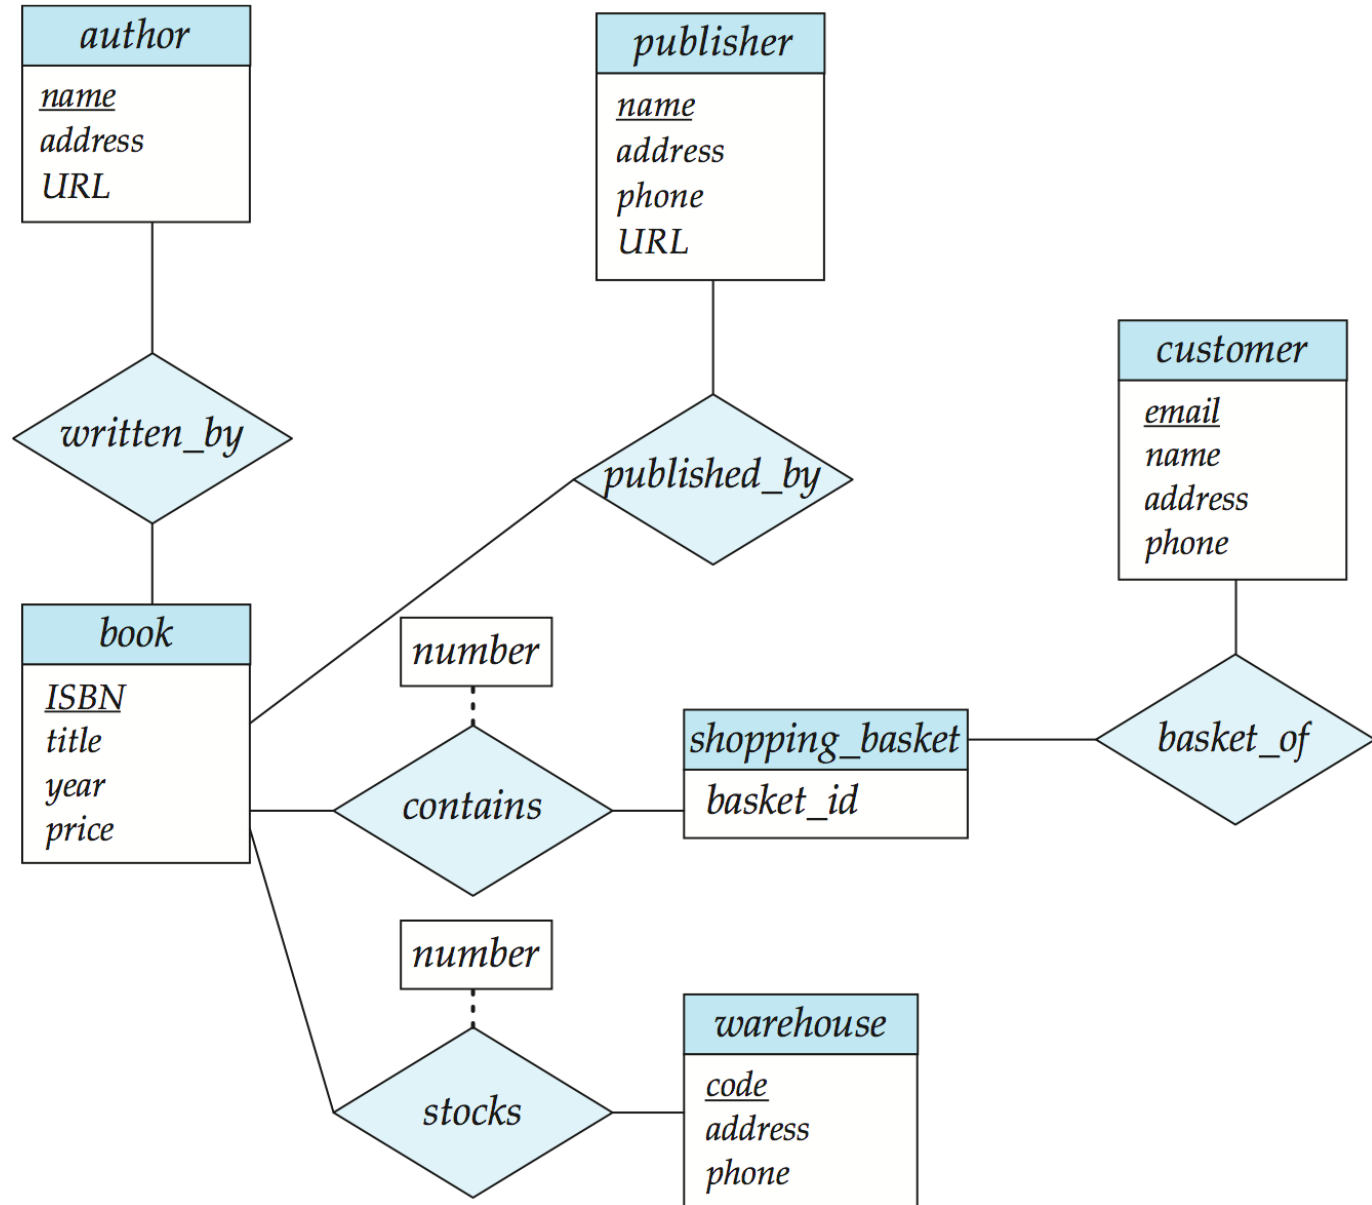 author
name
address
URL
publisher
name
address
phone
URL
customer
email
name
address
phone
written_by
published_by
book
ISBN
title
year
price
number
contains
shopping_basket
basket_id
basket_of
number
stocks
warehouse
code
address
phone